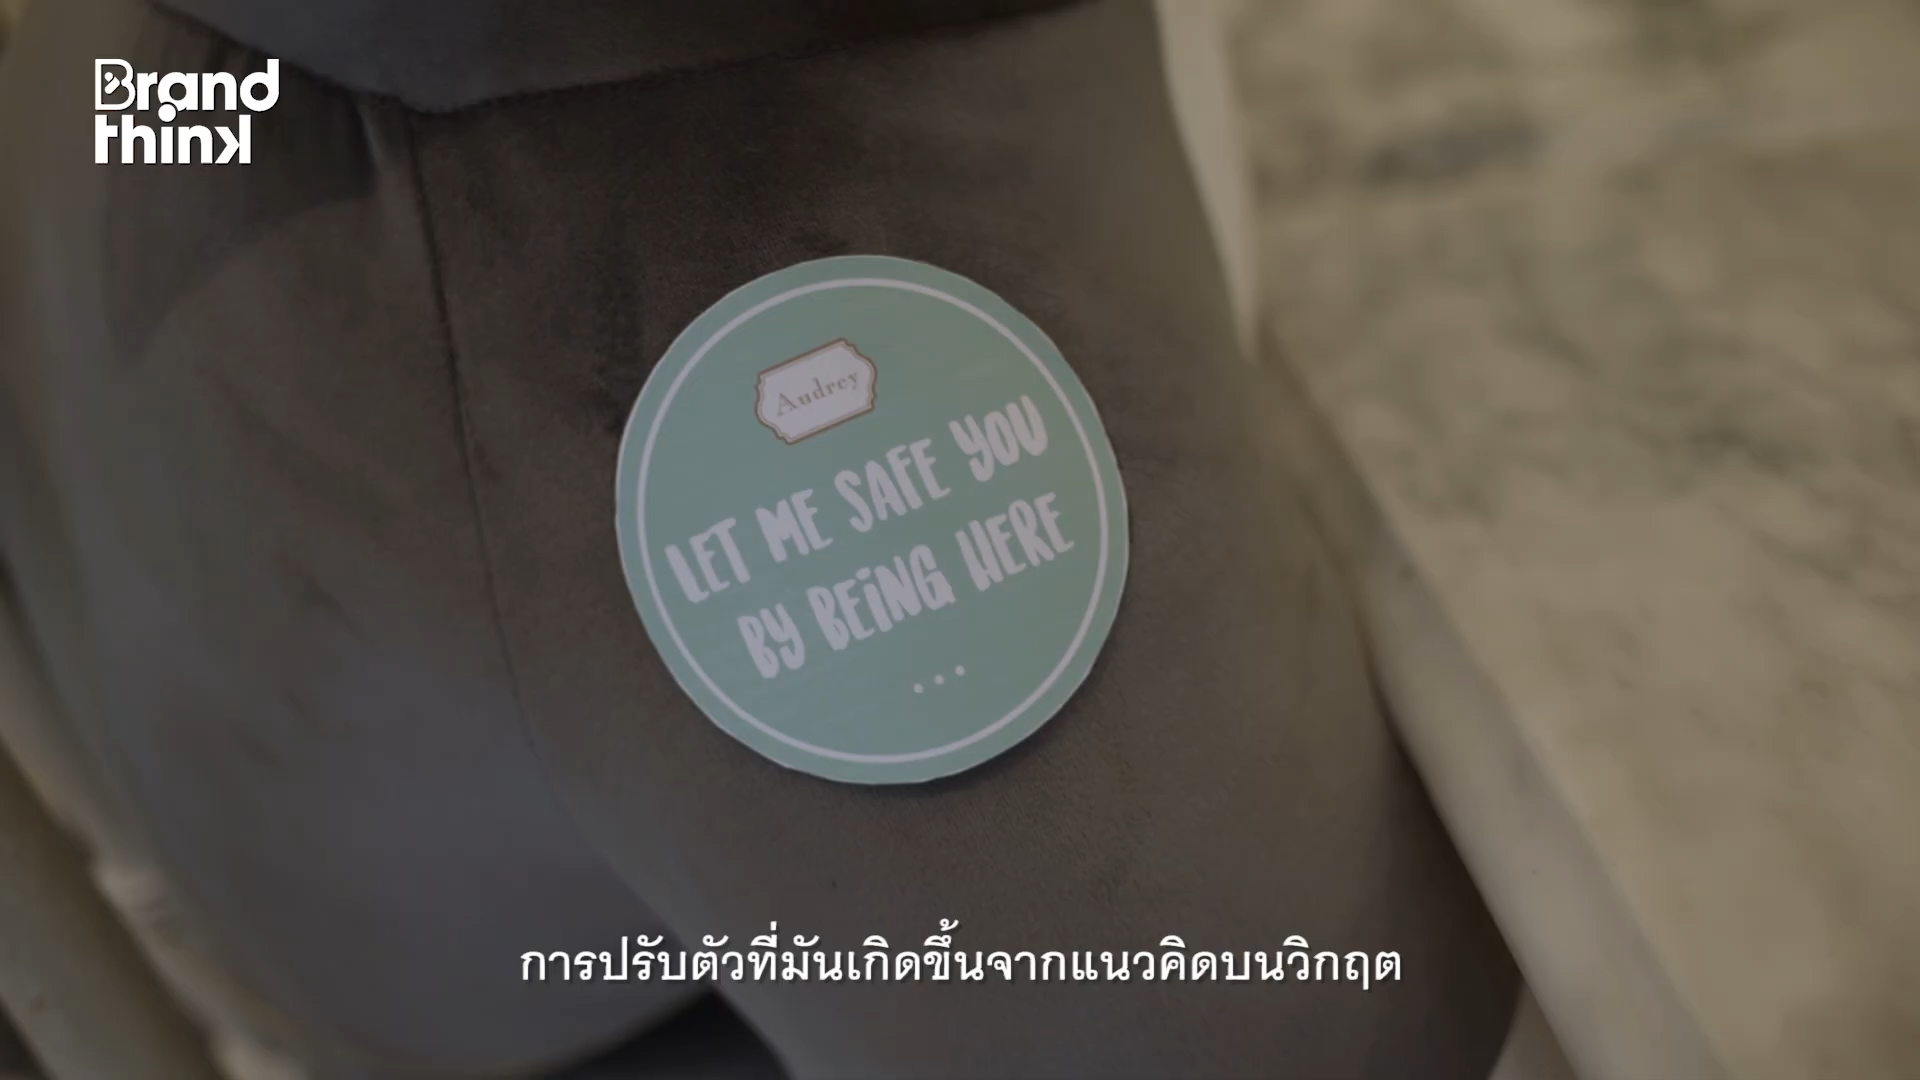 Brand
think
Audrey
LET ME SAFE YOU
BY BEING HERE
...
การปรับตัวที่มันเกิดขึ้นจากแนวคิดบนวิกฤต